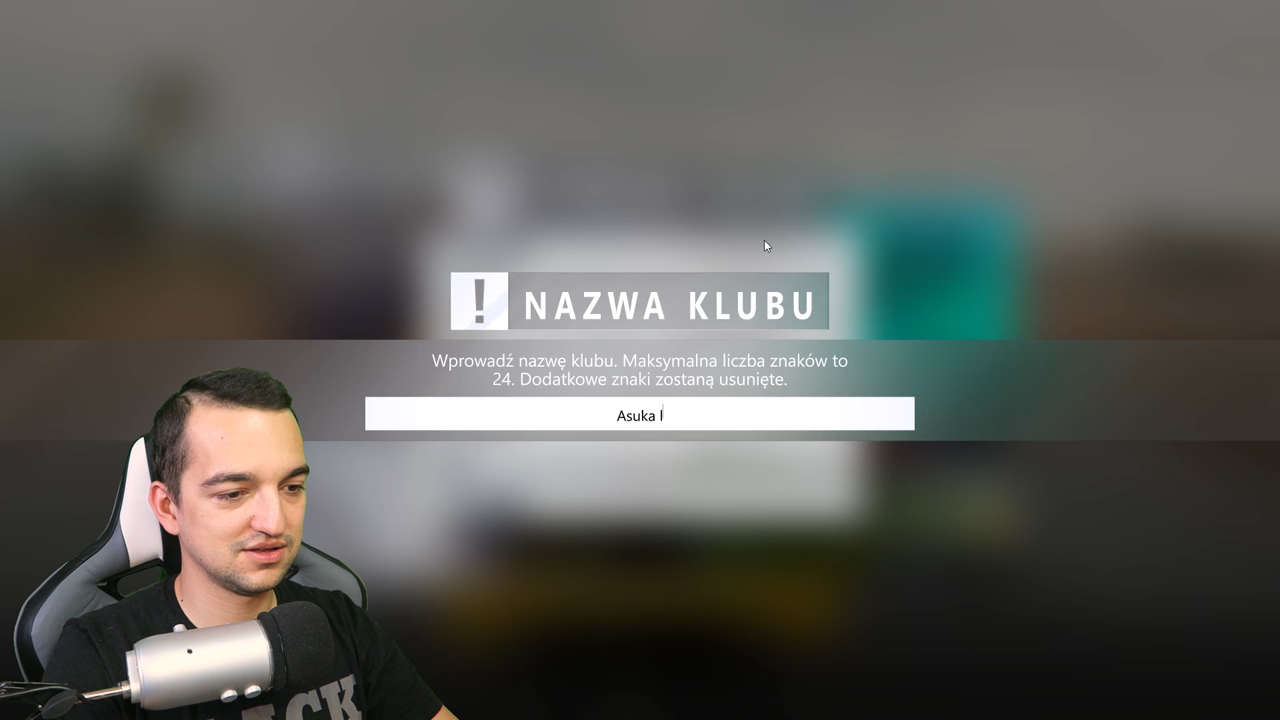 !
NAZWA KLUBU
Wprowadź nazwę klubu. Maksymalna liczba znaków to
24. Dodatkowe znaki zostaną usunięte.
Asuka l